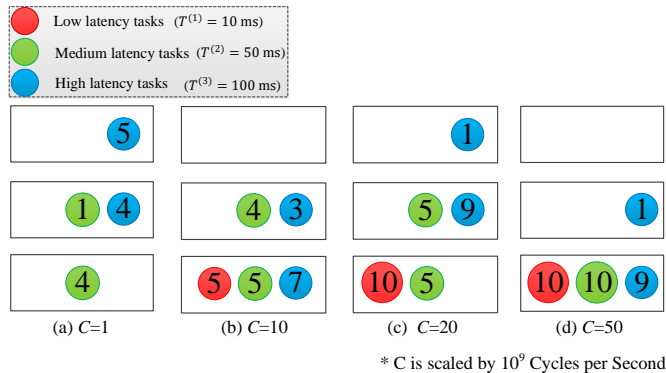 Low latency tasks (T⁽¹⁾ = 10 ms)
Medium latency tasks (T⁽²⁾ = 50 ms)
High latency tasks (T⁽³⁾ = 100 ms)
5 1
1 4 4 3 5 9 1
4 5 5 7 10 5 10 10 9
(a) C=1 (b) C=10 (c) C=20 (d) C=50
* C is scaled by 10⁹ Cycles per Second